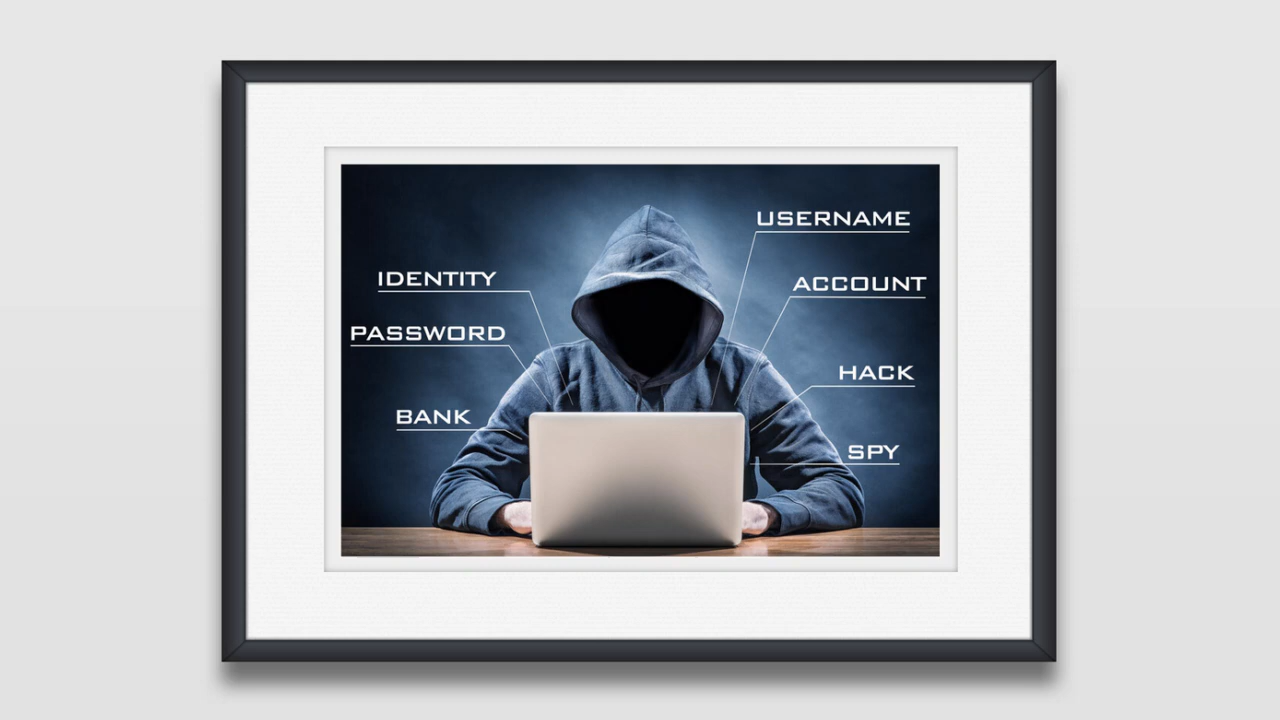 USERNAME
IDENTITY
ACCOUNT
PASSWORD
HACK
BANK
SPY